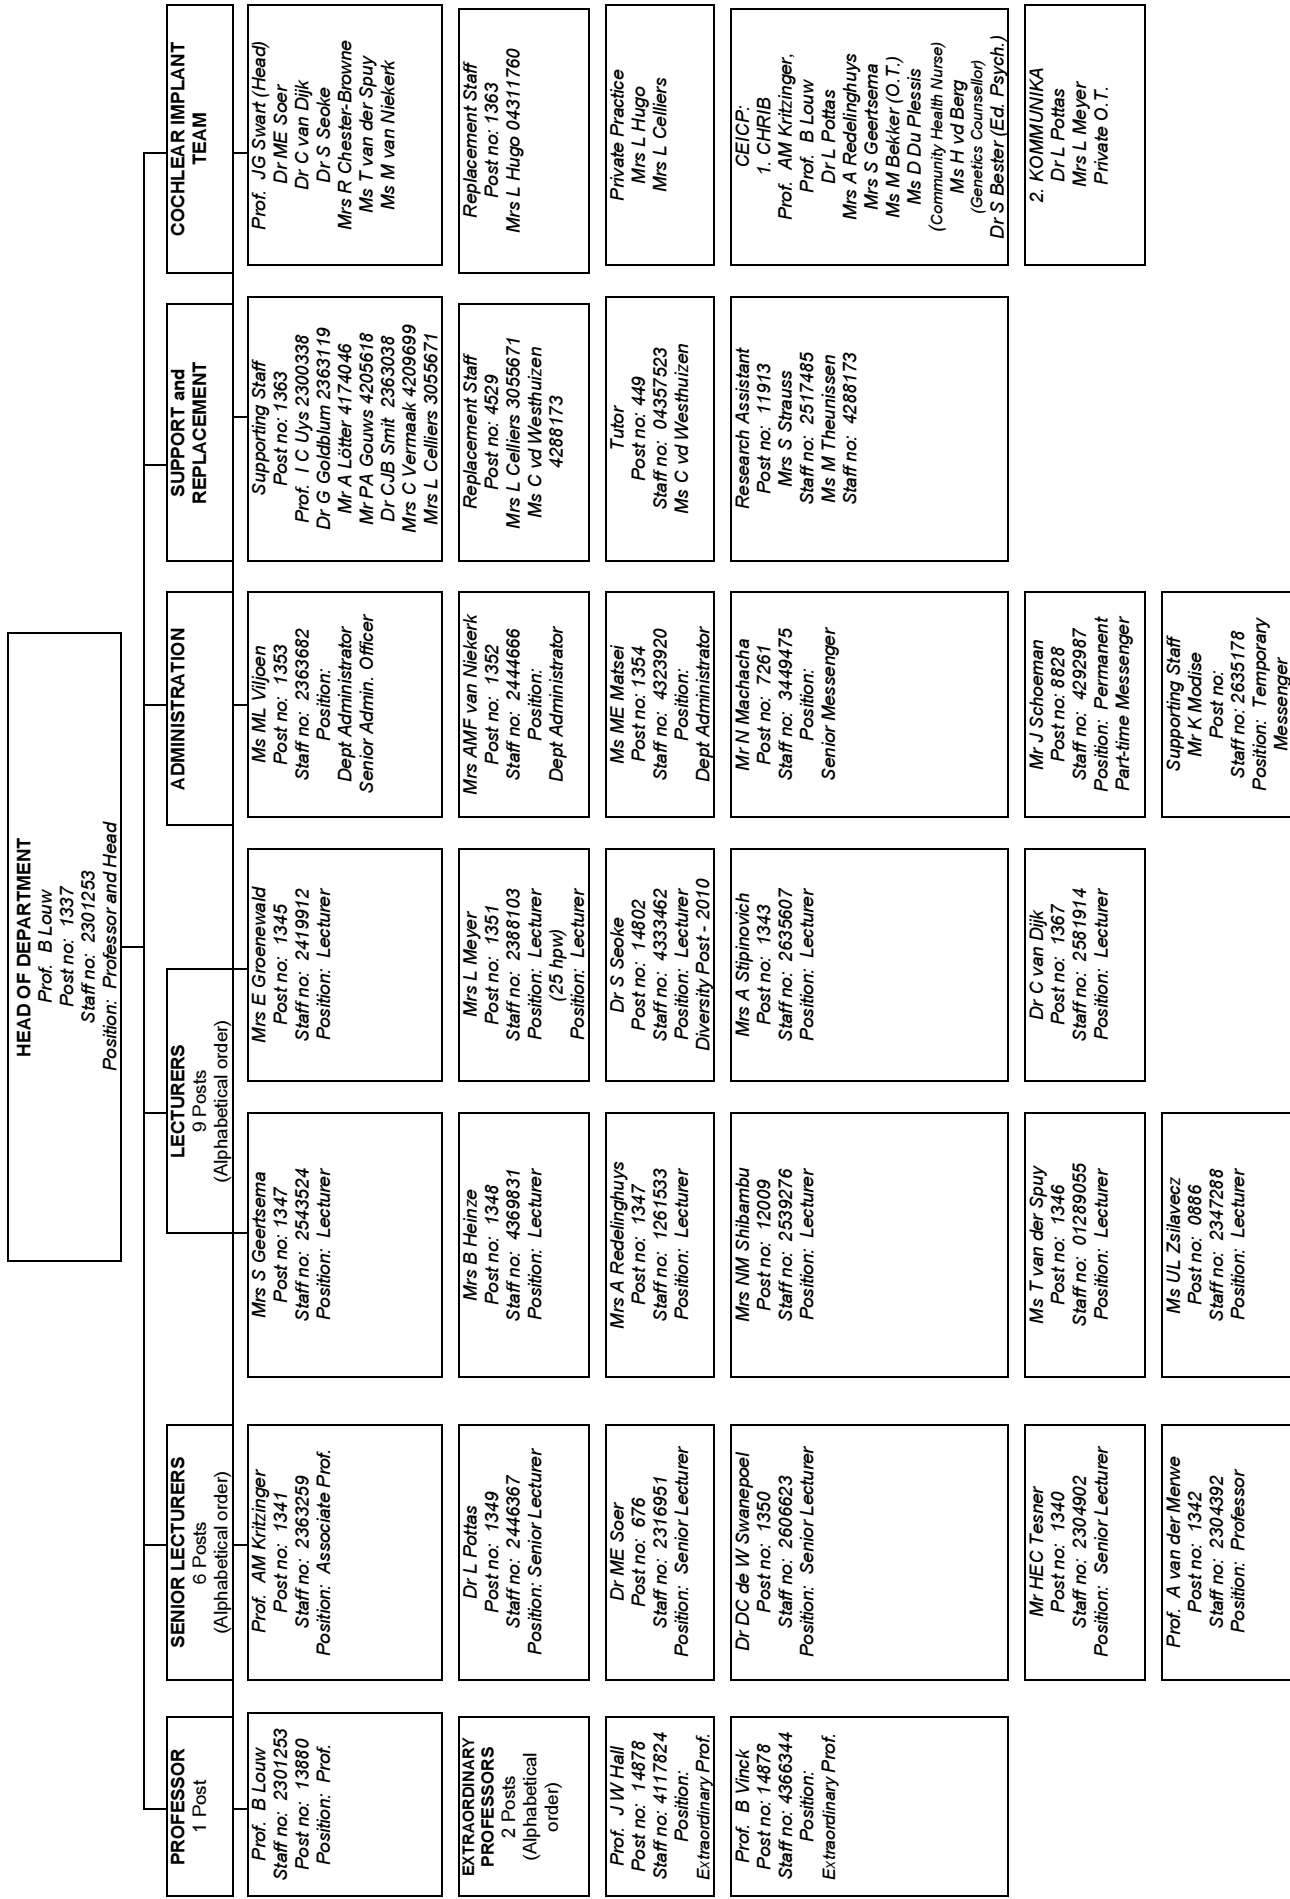 HEAD OF DEPARTMENT
Prof. B Louw
Post no: 1337
Staff no: 2301253
Position: Professor and Head
PROFESSOR
1 Post
Prof. B Louw
Staff no: 2301253
Post no: 13880
Position: Prof.
EXTRAORDINARY
PROFESSORS
2 Posts
(Alphabetical
order)
Prof. J W Hall
Post no: 14878
Staff no: 4117824
Position:
Extraordinary Prof.
Prof. B Vinck
Post no: 14878
Staff no: 4366344
Position:
Extraordinary Prof.
SENIOR LECTURERS
6 Posts
(Alphabetical order)
Prof. AM Kritzinger
Post no: 1341
Staff no: 2363259
Position: Associate Prof.
Dr L Pottas
Post no: 1349
Staff no: 2446367
Position: Senior Lecturer
Dr ME Soer
Post no: 676
Staff no: 2316951
Position: Senior Lecturer
Dr DC de W Swanepoel
Post no: 1350
Staff no: 2606623
Position: Senior Lecturer
Mr HEC Tesner
Post no: 1340
Staff no: 2304902
Position: Senior Lecturer
Prof. A van der Merwe
Post no: 1342
Staff no: 2304392
Position: Professor
LECTURERS
9 Posts
(Alphabetical order)
Mrs S Geertsema
Post no: 1347
Staff no: 2543524
Position: Lecturer
Mrs B Heinze
Post no: 1348
Staff no: 4369831
Position: Lecturer
Mrs A Redelinghuys
Post no: 1347
Staff no: 1261533
Position: Lecturer
Mrs NM Shibambu
Post no: 12009
Staff no: 2539276
Position: Lecturer
Ms T van der Spuy
Post no: 1346
Staff no: 01289055
Position: Lecturer
Ms UL Zsilavecz
Post no: 0886
Staff no: 2347288
Position: Lecturer
Mrs E Groenewald
Post no: 1345
Staff no: 2419912
Position: Lecturer
Mrs L Meyer
Post no: 1351
Staff no: 2388103
Position: Lecturer
(25 hpw)
Position: Lecturer
Dr S Seoke
Post no: 14802
Staff no: 4333462
Position: Lecturer
Diversity Post - 2010
Mrs A Stipinovich
Post no: 1343
Staff no: 2635607
Position: Lecturer
Dr C van Dijk
Post no: 1367
Staff no: 2581914
Position: Lecturer
ADMINISTRATION
Ms ML Viljoen
Post no: 1353
Staff no: 2363682
Position:
Dept Administrator
Senior Admin. Officer
Mrs AMF van Niekerk
Post no: 1352
Staff no: 2444666
Position:
Dept Administrator
Ms ME Matsei
Post no: 1354
Staff no: 4323920
Position:
Dept Administrator
Mr N Machacha
Post no: 7261
Staff no: 3449475
Position:
Senior Messenger
Mr J Schoeman
Post no: 8828
Staff no: 4292987
Position: Permanent
Part-time Messenger
Supporting Staff
Mr K Modise
Post no:
Staff no: 2635178
Position: Temporary
Messenger
SUPPORT and
REPLACEMENT
Supporting Staff
Post no: 1363
Prof. I C Uys 2300338
Dr G Goldblum 2363119
Mr A Lötter 4174046
Mr PA Gouws 4205618
Dr CJB Smit 2363038
Mrs C Vermaak 4209699
Mrs L Celliers 3055671
Replacement Staff
Post no: 4529
Mrs L Celliers 3055671
Ms C vd Westhuizen
4288173
Tutor
Post no: 449
Staff no: 04357523
Ms C vd Westhuizen
Research Assistant
Post no: 11913
Mrs S Strauss
Staff no: 2517485
Ms M Theunissen
Staff no: 4288173
COCHLEAR IMPLANT
TEAM
Prof. JG Swart (Head)
Dr ME Soer
Dr C van Dijk
Dr S Seoke
Mrs R Chester-Browne
Ms T van der Spuy
Ms M van Niekerk
Replacement Staff
Post no: 1363
Mrs L Hugo 04311760
Private Practice
Mrs L Hugo
Mrs L Celliers
CEICP:
1. CHRIB
Prof. AM Kritzinger,
Prof. B Louw
Dr L Pottas
Mrs A Redelinghuys
Mrs S Geertsema
Ms M Bekker (O.T.)
Ms D Du Plessis
(Community Health Nurse)
Ms H vd Berg
(Genetics Counsellor)
Dr S Bester (Ed. Psych.)
2. KOMMUNIKA
Dr L Pottas
Mrs L Meyer
Private O.T.